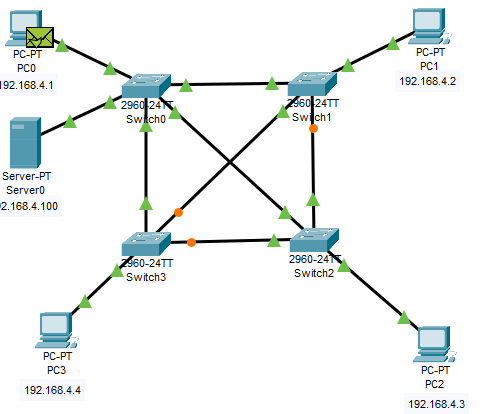 PC-PT
PC0
192.168.4.1
PC-PT
PC1
192.168.4.2
2960-24TT
Switch0
2960-24TT
Switch1
Server-PT
Server0
92.168.4.100
2960-24TT
Switch3
2960-24TT
Switch2
PC-PT
PC3
192.168.4.4
PC-PT
PC2
192.168.4.3